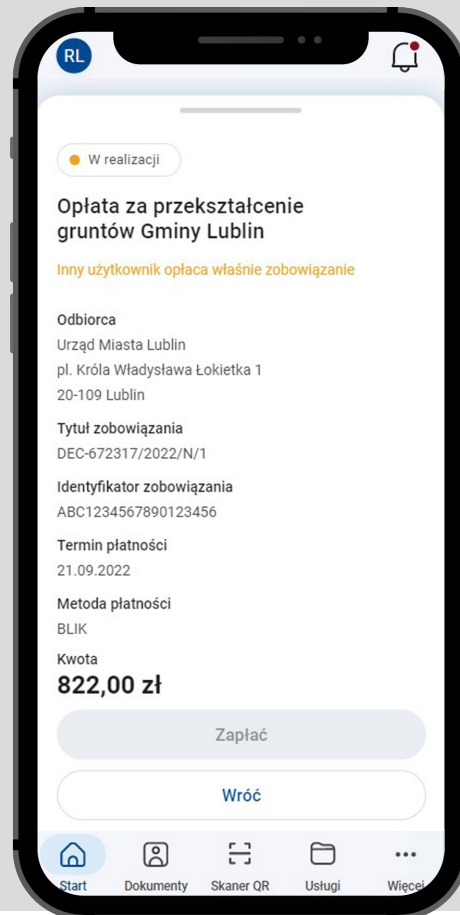 RL
W realizacji
Opłata za przekształcenie
gruntów Gminy Lublin
Inny użytkownik opłaca właśnie zobowiązanie
Odbiorca
Urząd Miasta Lublin
pl. Króla Władysława Łokietka 1
20-109 Lublin
Tytuł zobowiązania
DEC-672317/2022/N/1
Identyfikator zobowiązania
ABC1234567890123456
Termin płatności
21.09.2022
Metoda płatności
BLIK
Kwota
822,00 zł
Zapłać
Wróć
Start Dokumenty Skaner QR Usługi Więcej